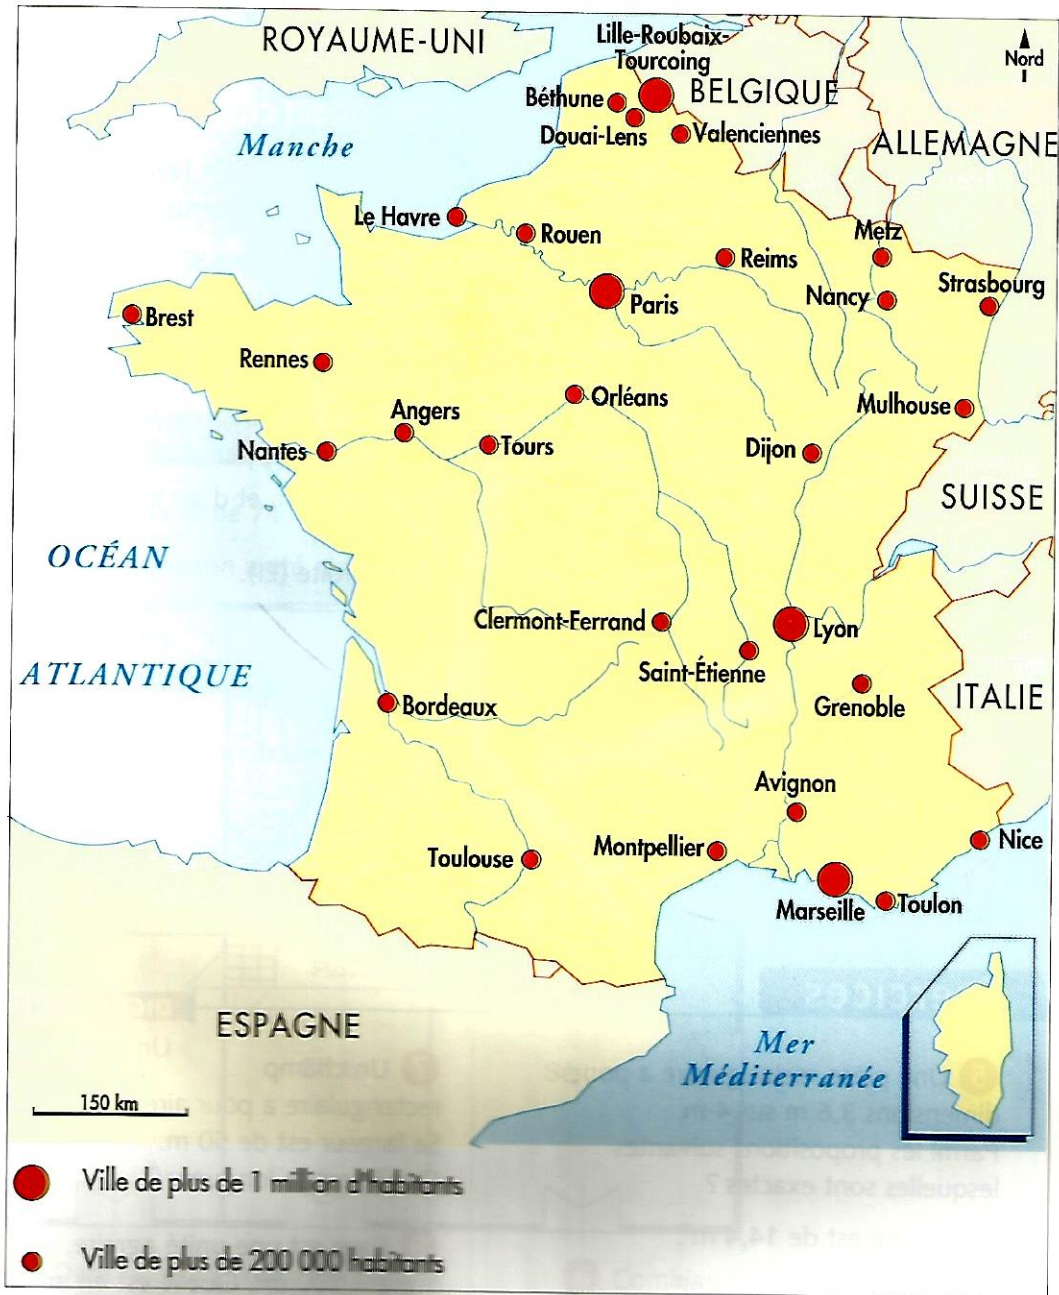 ROYAUME-UNI
Lille-Roubaix-
Tourcoing
Nord
Béthune
BELGIQUE
Douai-Lens
Valenciennes
Manche
ALLEMAGNE
Le Havre
Rouen
Metz
Reims
Strasbourg
Nancy
Paris
Brest
Rennes
Orléans
Angers
Mulhouse
Nantes
Tours
Dijon
SUISSE
OCÉAN
ATLANTIQUE
Clermont-Ferrand
Lyon
Saint-Étienne
ITALIE
Bordeaux
Grenoble
Avignon
Toulouse
Montpellier
Nice
Marseille
Toulon
ESPAGNE
Mer
Méditerranée
150 km
Ville de plus de 1 million d'habitants
Ville de plus de 200 000 habitants